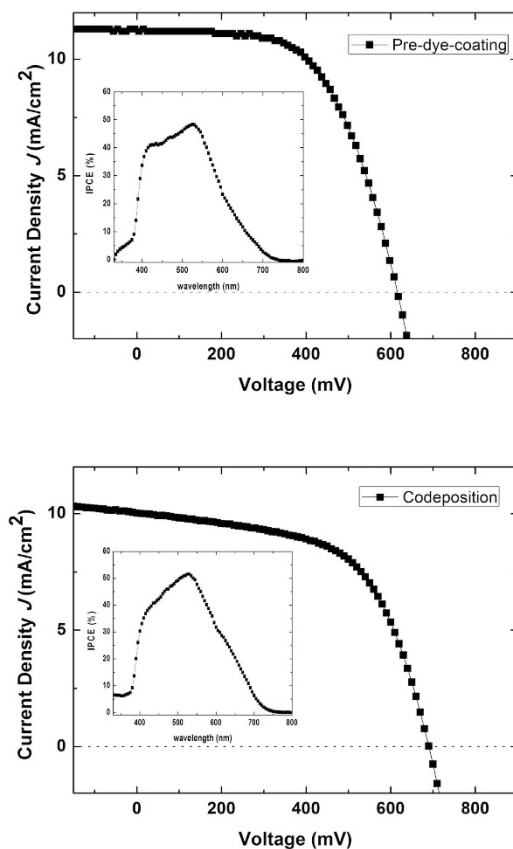 Pre-dye-coating
Current Density J (mA/cm²)
10
5
0
IPCE (%)
60
50
40
30
20
10
0
400 500 600 700 800
wavelength (nm)
0 200 400 600 800
Voltage (mV)
Codeposition
Current Density J (mA/cm²)
10
5
0
IPCE (%)
60
50
40
30
20
10
0
400 500 600 700 800
wavelength (nm)
0 200 400 600 800
Voltage (mV)